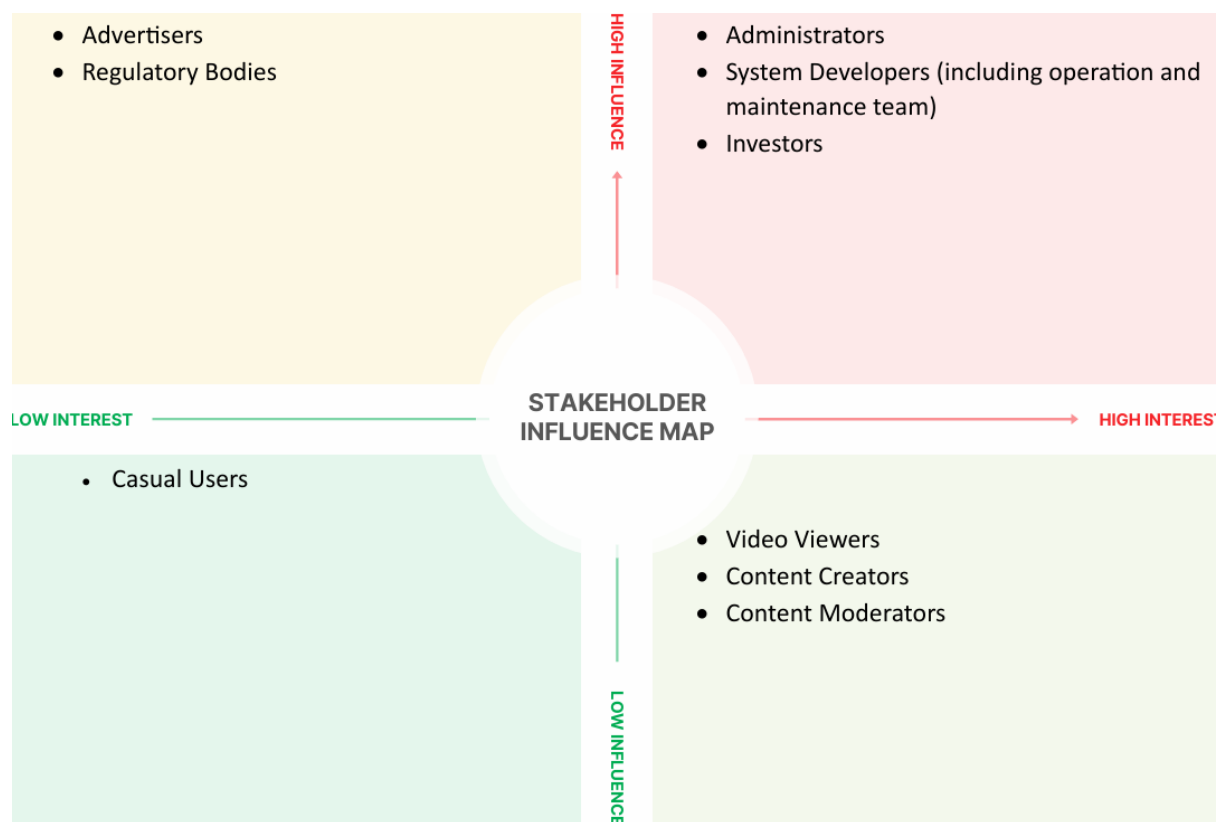 • Advertisers
• Regulatory Bodies
HIGH INFLUENCE
• Administrators
• System Developers (including operation and
maintenance team)
• Investors
LOW INTEREST
STAKEHOLDER
INFLUENCE MAP
HIGH INTEREST
• Casual Users
• Video Viewers
• Content Creators
• Content Moderators
LOW INFLUENCE